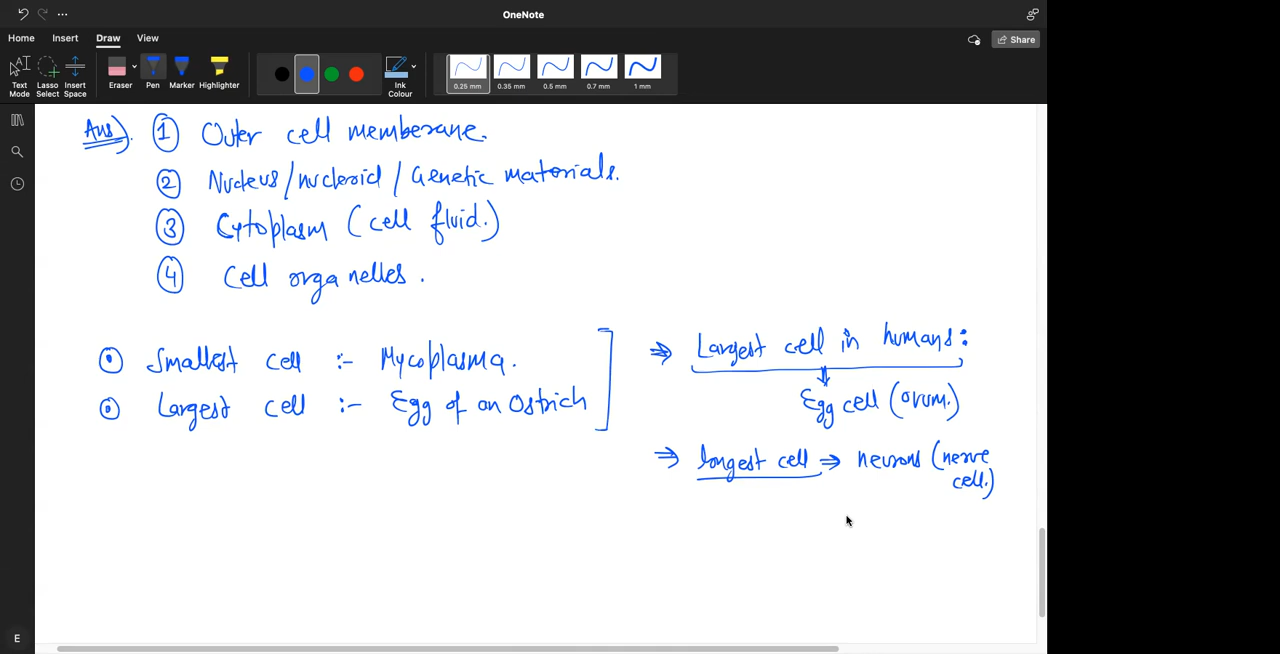 OneNote
Home Insert Draw View
Share
Text Mode
Lasso Select
Insert Space
Eraser
Pen
Marker
Highlighter
Ink Colour
0.25 mm
0.35 mm
0.5 mm
0.7 mm
1 mm
Ans). ① Outer cell memberane.
② Nucleus/nucleoid/Genetic materials.
③ Cytoplasm (cell fluid.)
④ Cell organelles.
Smallest cell :- Mycoplasma.
Largest cell :- Egg of an Ostrich
⇒ Largest cell in humans:
↓
Egg cell (ovum.)
⇒ longest cell ⇒ neurons (nerve
cell.)
E